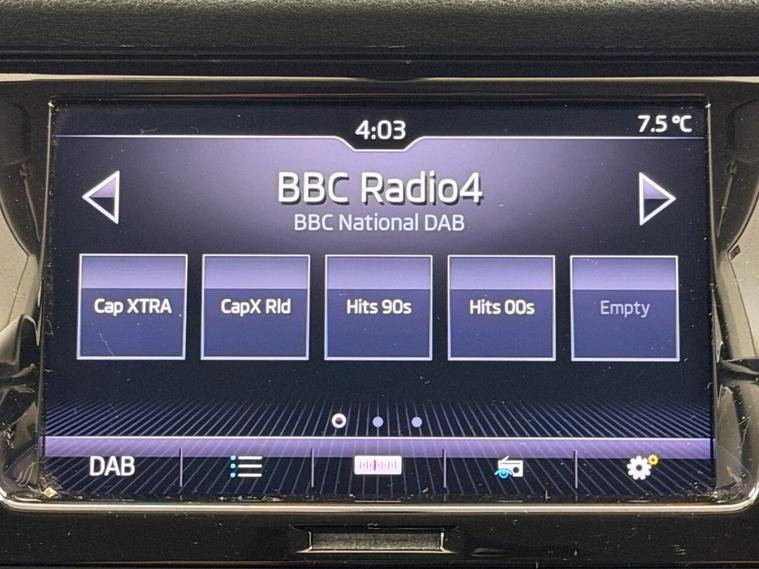 4:03
7.5 °C
BBC Radio4
BBC National DAB
Cap XTRA
CapX Rld
Hits 90s
Hits 00s
Empty
DAB